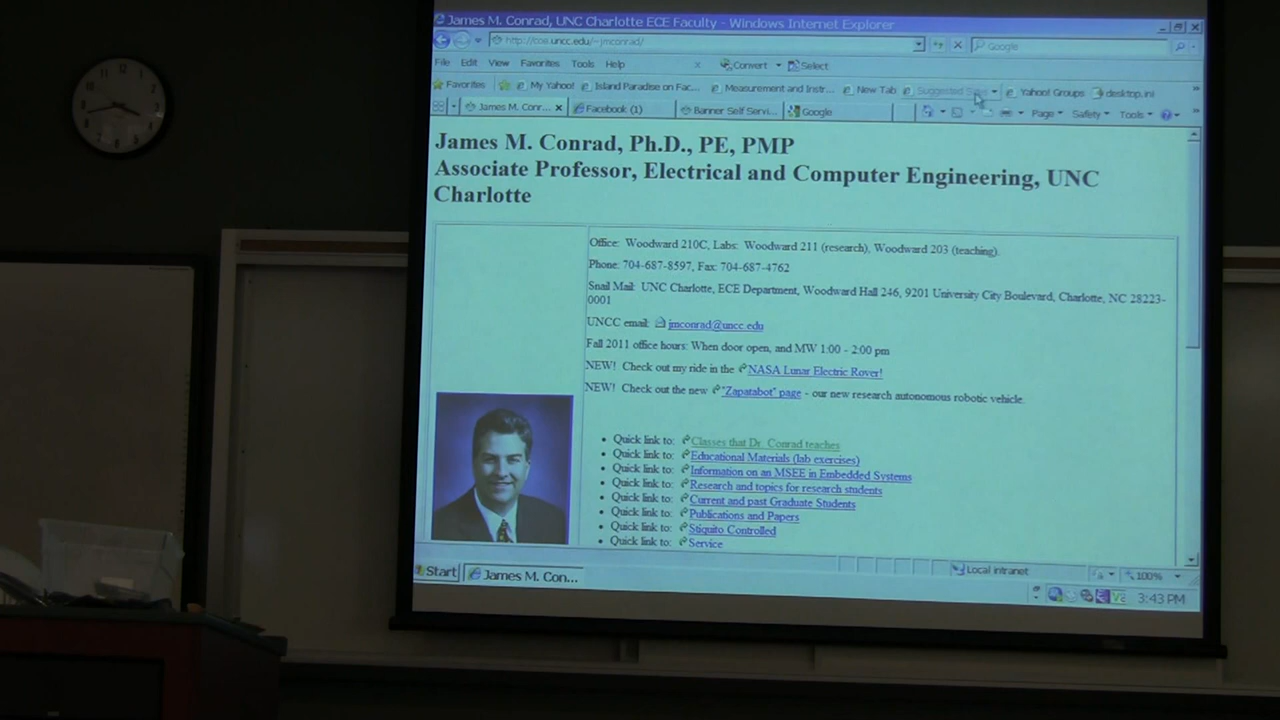 James M. Conrad, UNC Charlotte ECE Faculty - Windows Internet Explorer
http://coe.uncc.edu/~jmconrad/
Google
File Edit View Favorites Tools Help
x Convert Select
Favorites My Yahoo! Island Paradise on Fac... Measurement and Instr... New Tab Suggested Yahoo! Groups desktop.ini
James M. Conr... Facebook (1) Banner Self Servi... Google Page Safety Tools
James M. Conrad, Ph.D., PE, PMP
Associate Professor, Electrical and Computer Engineering, UNC
Charlotte
Office: Woodward 210C, Labs: Woodward 211 (research), Woodward 203 (teaching).
Phone: 704-687-8597, Fax: 704-687-4762
Snail Mail: UNC Charlotte, ECE Department, Woodward Hall 246, 9201 University City Boulevard, Charlotte, NC 28223-
0001
UNCC email: jmconrad@uncc.edu
Fall 2011 office hours: When door open, and MW 1:00 - 2:00 pm
NEW! Check out my ride in the NASA Lunar Electric Rover!
NEW! Check out the new "Zapatabot" page - our new research autonomous robotic vehicle.
• Quick link to: Classes that Dr. Conrad teaches
• Quick link to: Educational Materials (lab exercises)
• Quick link to: Information on an MSEE in Embedded Systems
• Quick link to: Research and topics for research students
• Quick link to: Current and past Graduate Students
• Quick link to: Publications and Papers
• Quick link to: Stiquito Controlled
• Quick link to: Service
Local intranet 100%
Start James M. Con...
3:43 PM